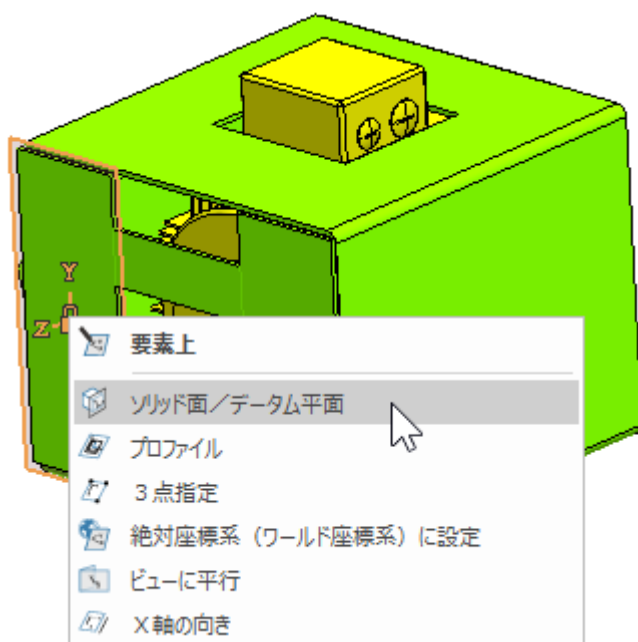 Y
Z
要素上
ソリッド面／データム平面
プロファイル
３点指定
絶対座標系（ワールド座標系）に設定
ビューに平行
X軸の向き